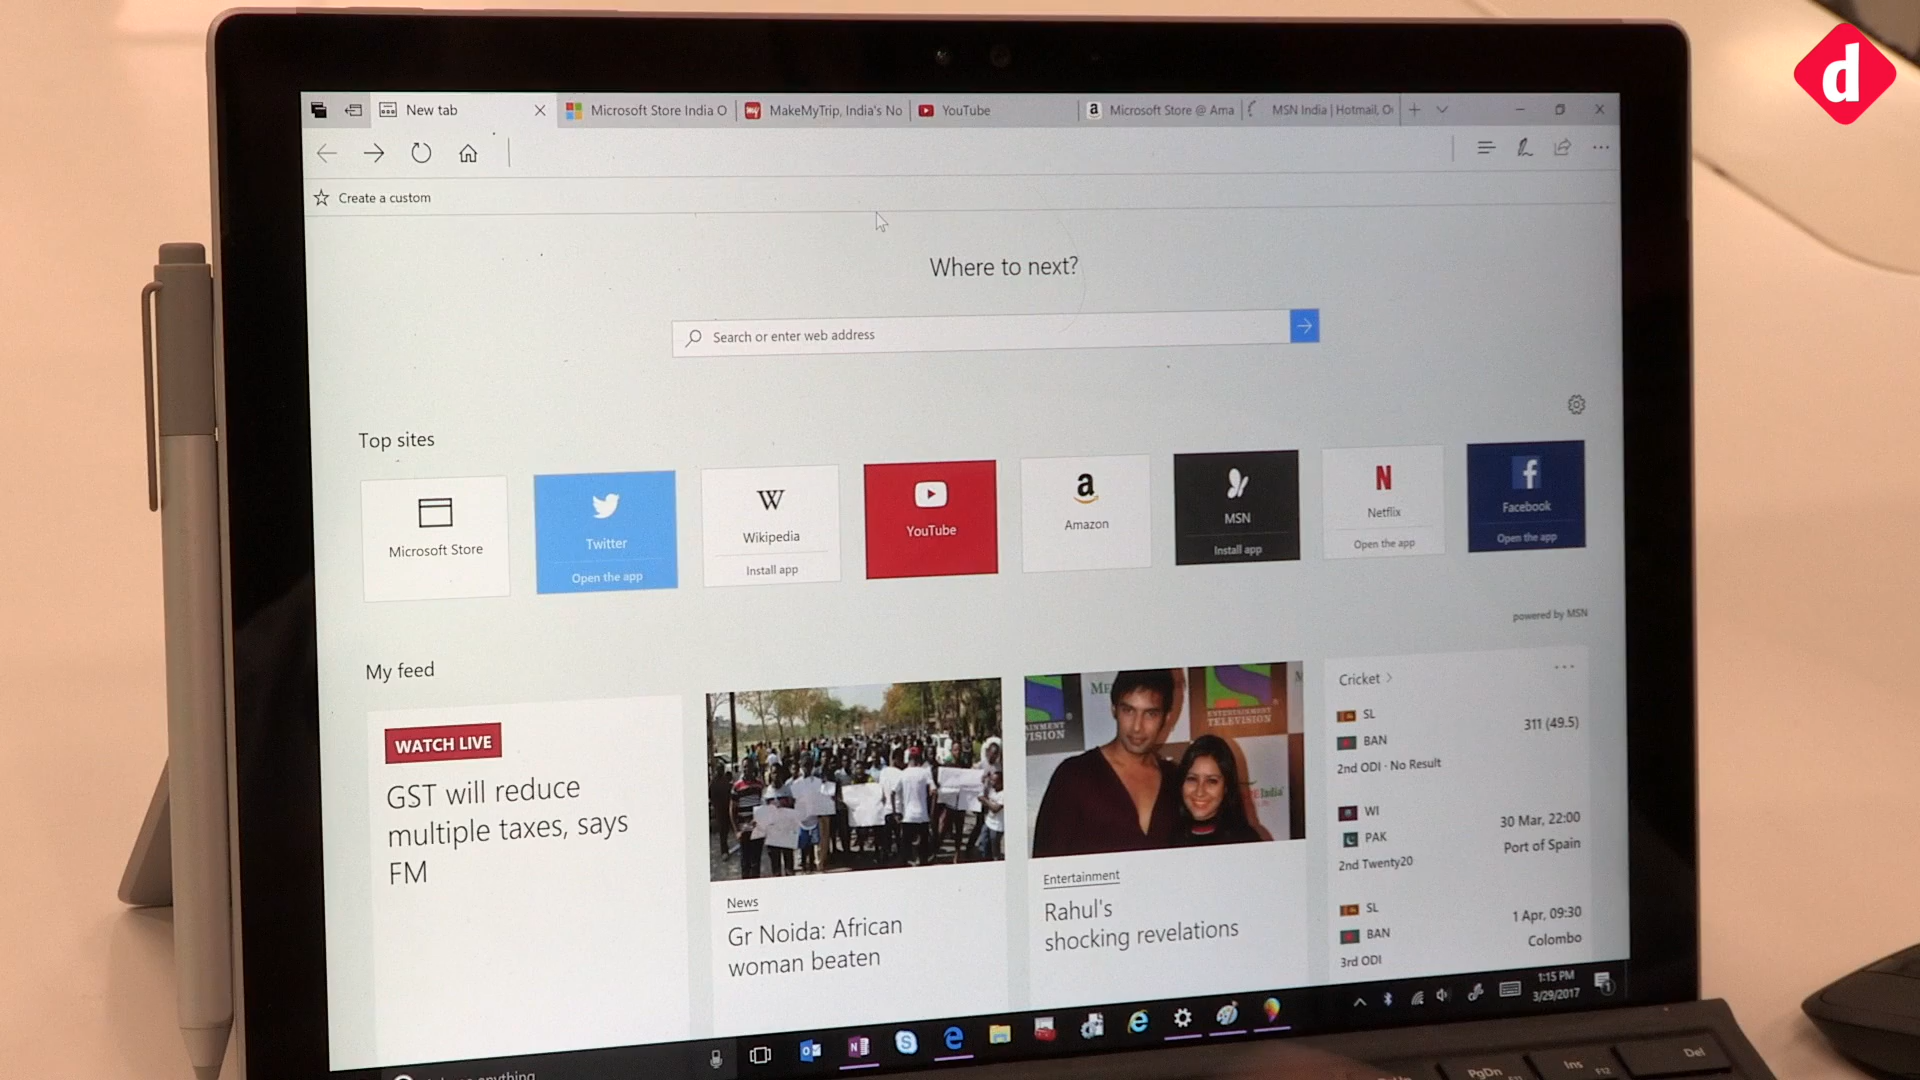 d
New tab
Microsoft Store India O
MakeMyTrip, India's No
YouTube
a Microsoft Store @ Ama
MSN India | Hotmail, O
Create a custom
Where to next?
Search or enter web address
Top sites
Microsoft Store
Twitter
Open the app
W
Wikipedia
Install app
YouTube
a
Amazon
MSN
Install app
N
Netflix
Open the app
f
Facebook
Open the app
powered by MSN
My feed
WATCH LIVE
GST will reduce
multiple taxes, says
FM
News
Gr Noida: African
woman beaten
ENTERTAINMENT
TELEVISION
Entertainment
Rahul's
shocking revelations
Cricket >
SL
311 (49.5)
BAN
2nd ODI · No Result
WI
30 Mar, 22:00
PAK
Port of Spain
2nd Twenty20
SL
1 Apr, 09:30
BAN
Colombo
3rd ODI
1:15 PM
3/29/2017
anything
PgDn
Ins
F12
Del